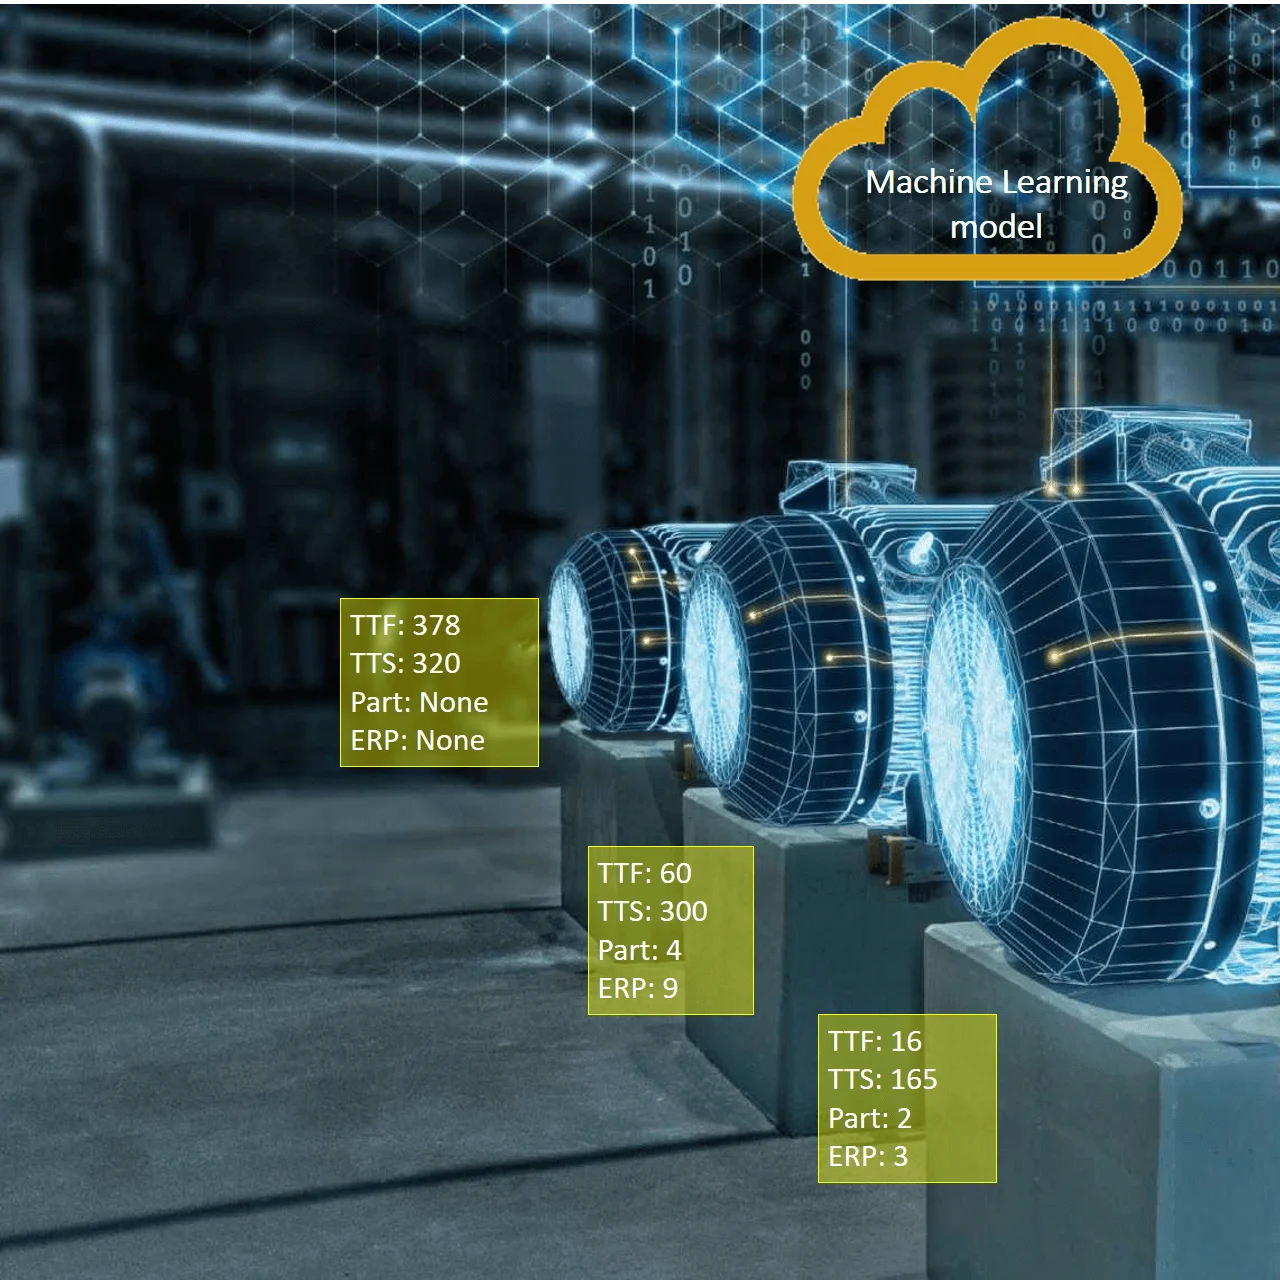 Machine Learning
model
TTF: 378
TTS: 320
Part: None
ERP: None
TTF: 60
TTS: 300
Part: 4
ERP: 9
TTF: 16
TTS: 165
Part: 2
ERP: 3